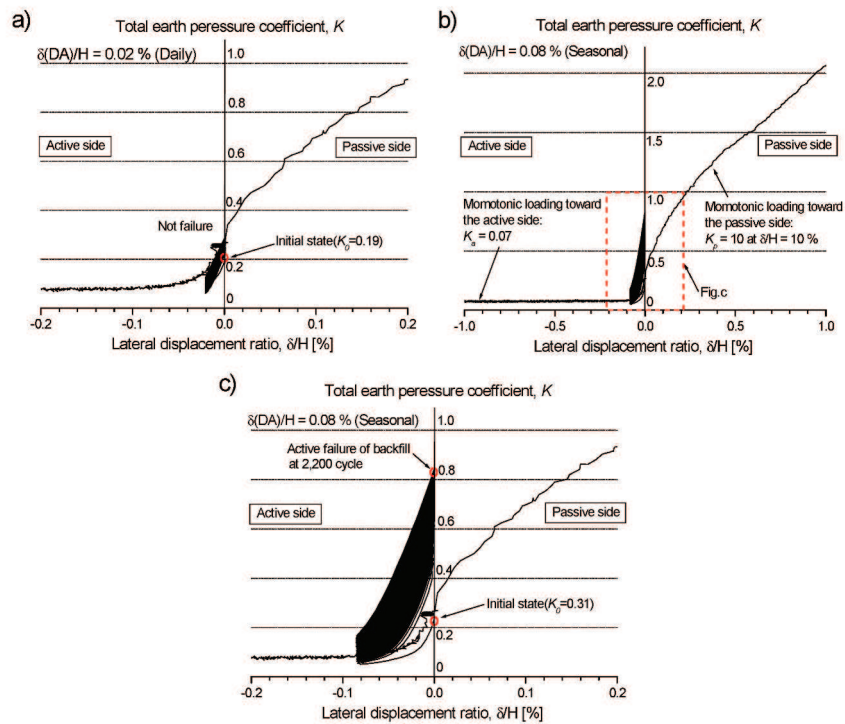 a)
Total earth peressure coefficient, K
δ(DA)/H = 0.02 % (Daily)
1.0
0.8
Active side
Passive side
0.6
0.4
Not failure
Initial state(K0=0.19)
0.2
0
-0.2 -0.1 0.0 0.1 0.2
Lateral displacement ratio, δ/H [%]
b)
Total earth peressure coefficient, K
δ(DA)/H = 0.08 % (Seasonal)
2.0
1.5
Active side
Passive side
1.0
Momotonic loading toward
the active side:
Ka = 0.07
Momotonic loading toward
the passive side:
Kp = 10 at δ/H = 10 %
0.5
Fig.c
0
-1.0 -0.5 0.0 0.5 1.0
Lateral displacement ratio, δ/H [%]
c)
Total earth peressure coefficient, K
δ(DA)/H = 0.08 % (Seasonal)
1.0
Active failure of backfill
at 2,200 cycle
0.8
Active side
Passive side
0.6
0.4
Initial state(K0=0.31)
0.2
0
-0.2 -0.1 0.0 0.1 0.2
Lateral displacement ratio, δ/H [%]